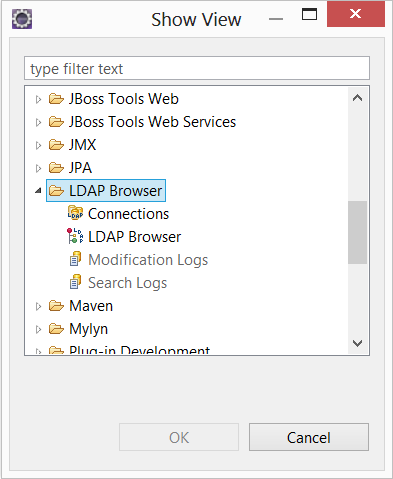 Show View
type filter text
JBoss Tools Web
JBoss Tools Web Services
JMX
JPA
LDAP Browser
Connections
LDAP Browser
Modification Logs
Search Logs
Maven
Mylyn
Plug-in Development
OK
Cancel